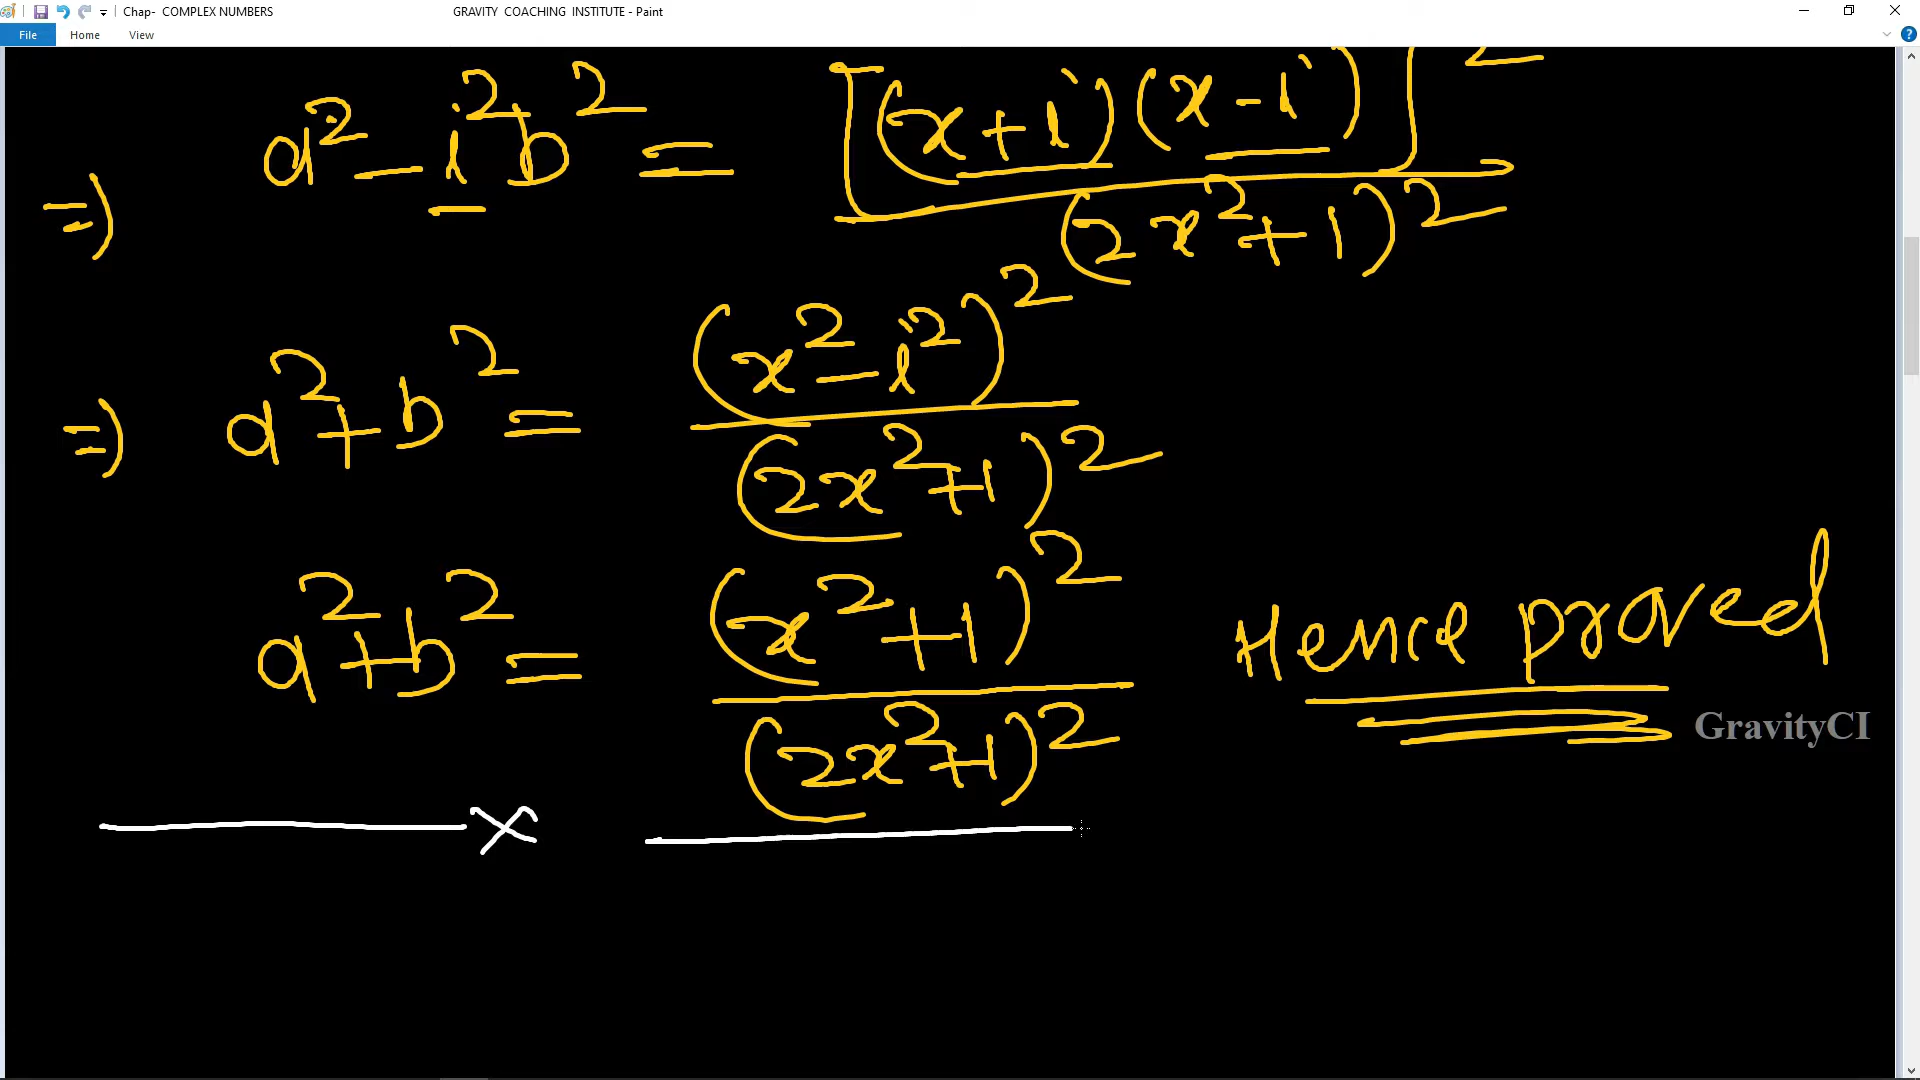 Chap- COMPLEX NUMBERS GRAVITY COACHING INSTITUTE - Paint
File Home View
=> a² - i²b² = [(x+i)(x-i)]² / (2x²+1)²
=> a²+b² = (x²-i²)² / (2x²+1)²
a²+b² = (x²+1)² / (2x²+1)² Hence proved
GravityCI